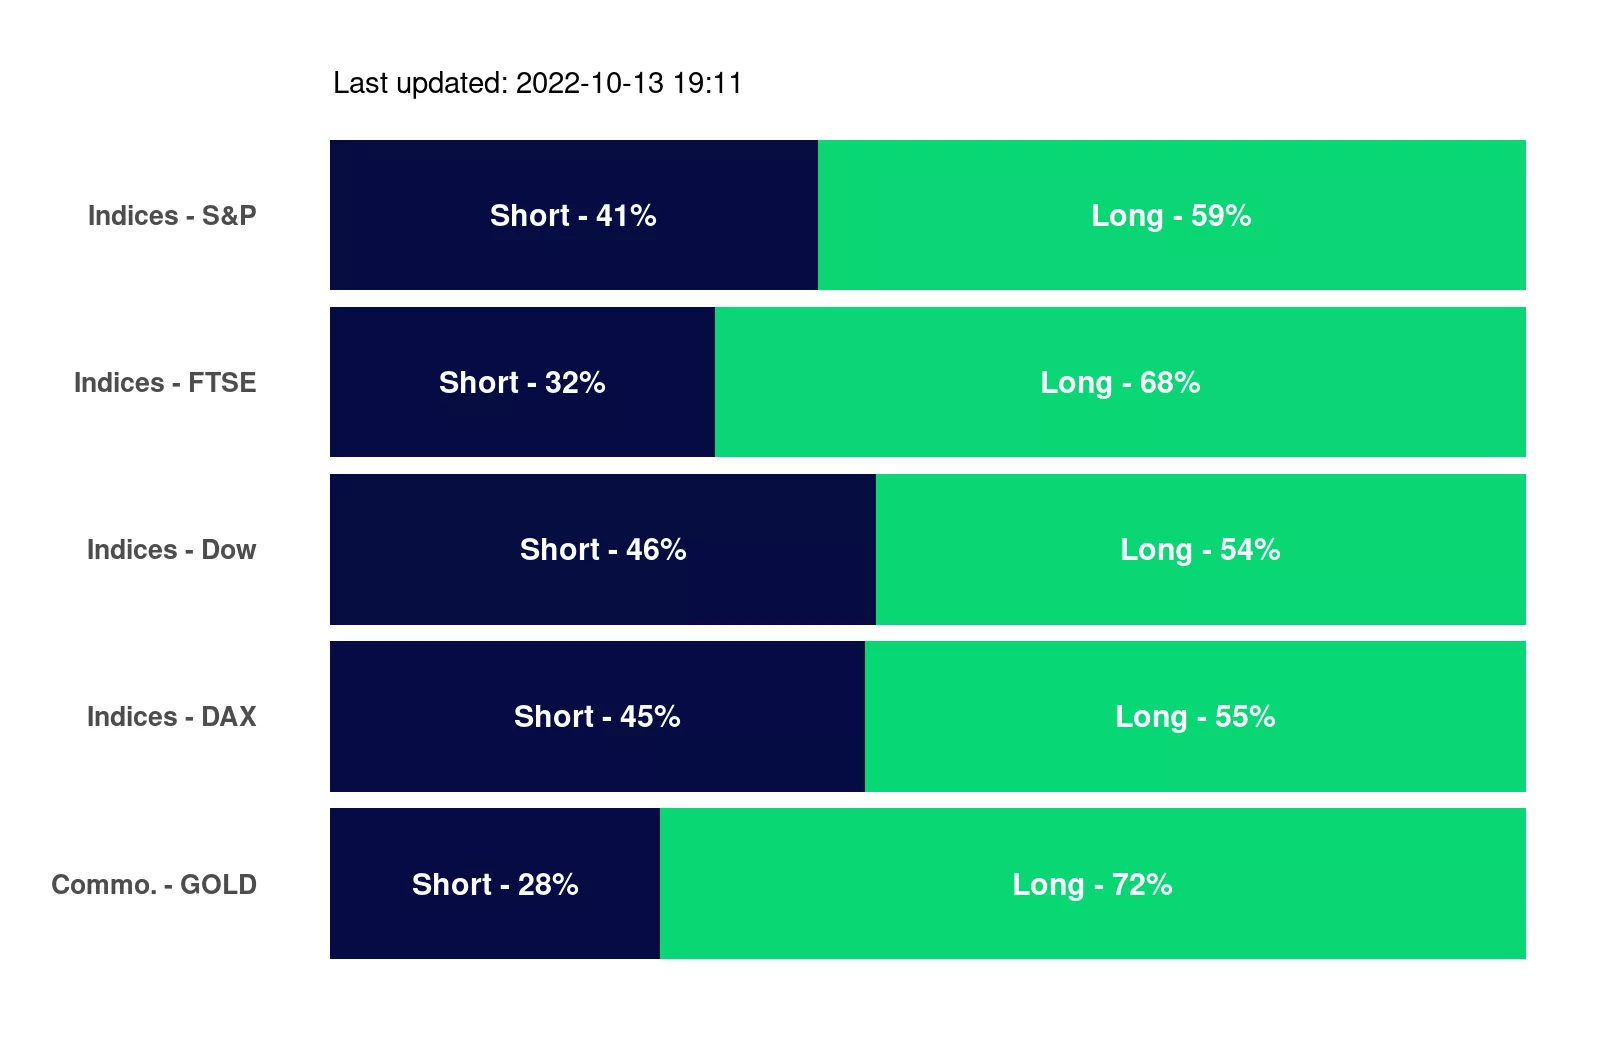 Last updated: 2022-10-13 19:11
Indices - S&P Short - 41% Long - 59%
Indices - FTSE Short - 32% Long - 68%
Indices - Dow Short - 46% Long - 54%
Indices - DAX Short - 45% Long - 55%
Commo. - GOLD Short - 28% Long - 72%